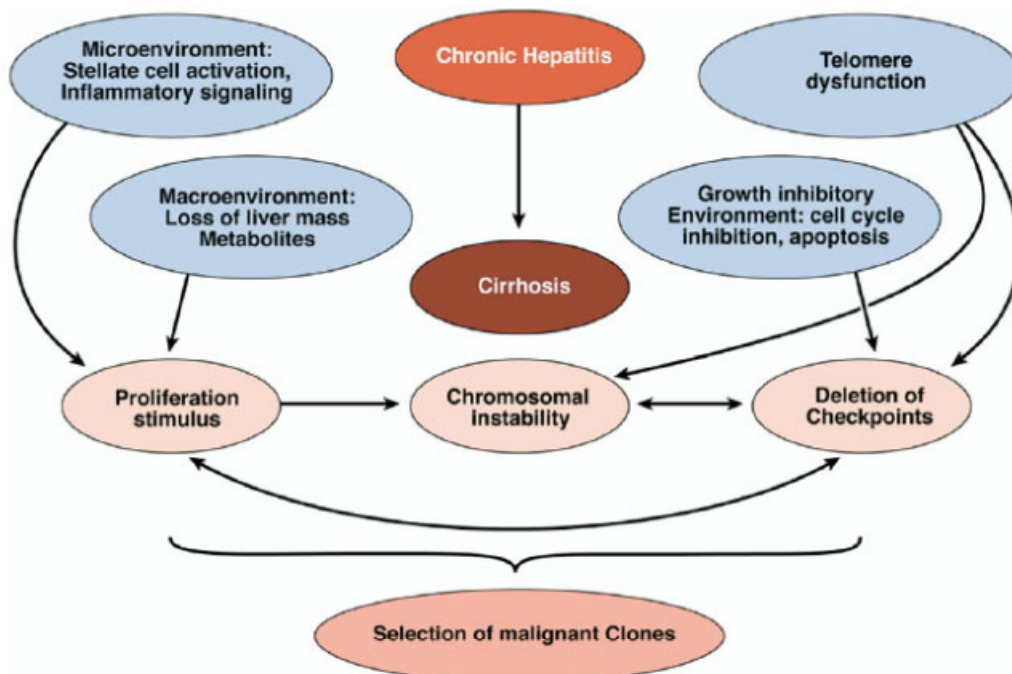 Microenvironment:
Stellate cell activation,
Inflammatory signaling
Chronic Hepatitis
Telomere
dysfunction
Macroenvironment:
Loss of liver mass
Metabolites
Growth inhibitory
Environment: cell cycle
inhibition, apoptosis
Cirrhosis
Proliferation
stimulus
Chromosomal
instability
Deletion of
Checkpoints
Selection of malignant Clones